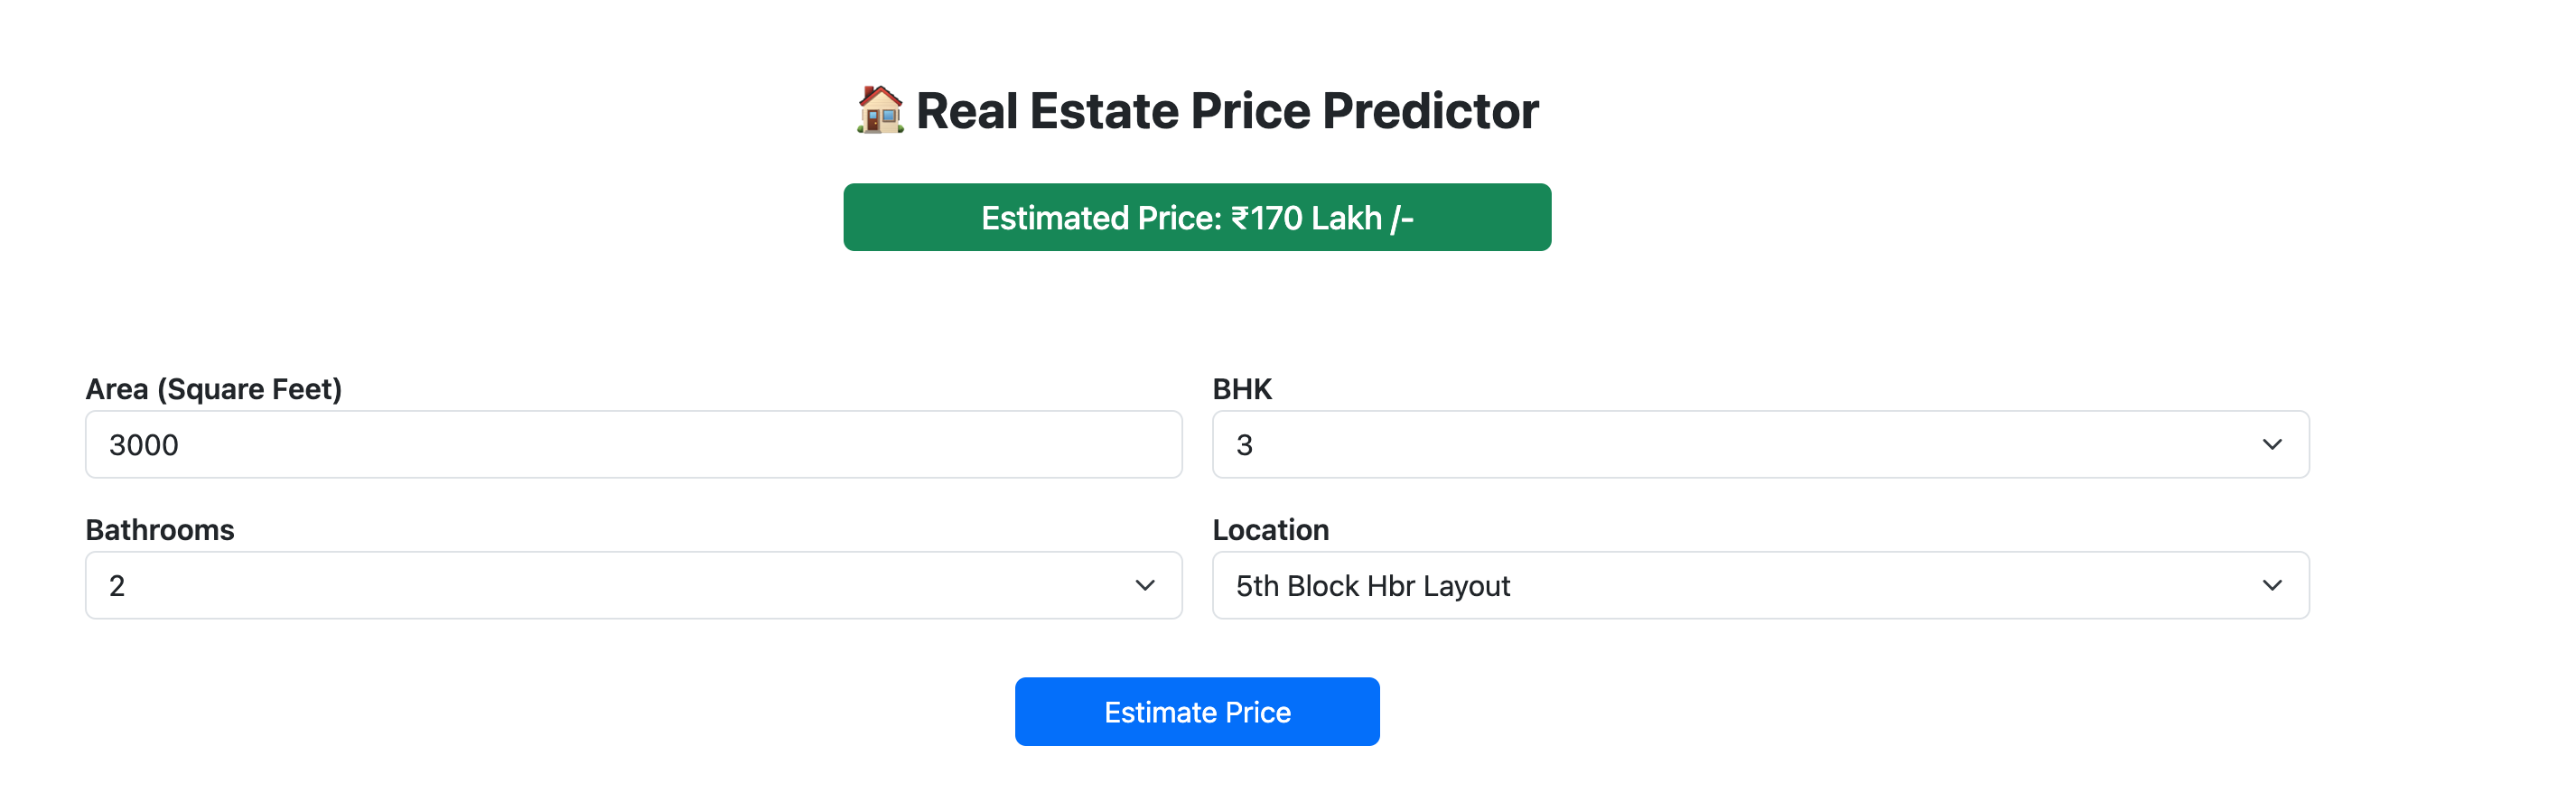 🏠 Real Estate Price Predictor
Estimated Price: ₹170 Lakh /-
Area (Square Feet)
3000
BHK
3
Bathrooms
2
Location
5th Block Hbr Layout
Estimate Price